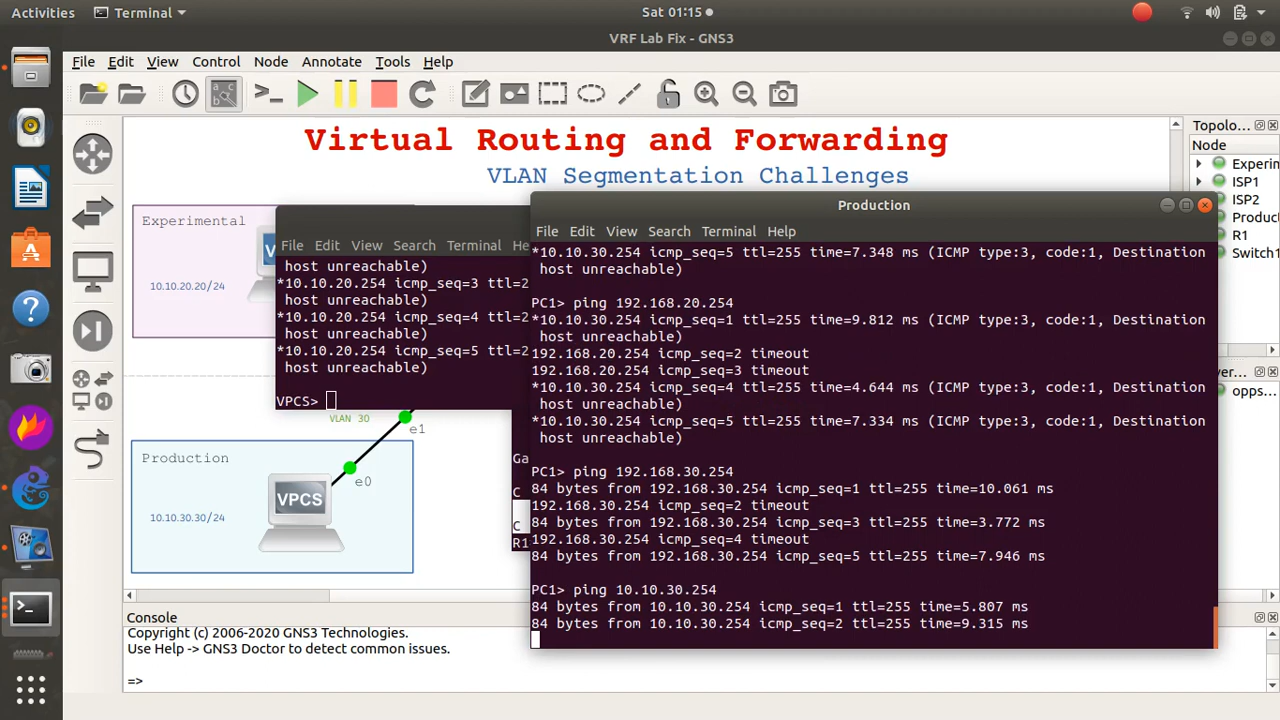 Activities
Terminal
Sat 01:15
VRF Lab Fix - GNS3
File Edit View Control Node Annotate Tools Help
Virtual Routing and Forwarding
VLAN Segmentation Challenges
Experimental
10.10.20.20/24
VLAN 30
e1
e0
Production
VPCS
10.10.30.30/24
Topolo...
Node
Experin
ISP1
ISP2
Produc
R1
Switch1
ver...
opps...
File Edit View Search Terminal He
host unreachable)
*10.10.20.254 icmp_seq=3 ttl=2
host unreachable)
*10.10.20.254 icmp_seq=4 ttl=2
host unreachable)
*10.10.20.254 icmp_seq=5 ttl=2
host unreachable)
VPCS>
Ga
C
C
R1
Production
File Edit View Search Terminal Help
*10.10.30.254 icmp_seq=5 ttl=255 time=7.348 ms (ICMP type:3, code:1, Destination
host unreachable)
PC1> ping 192.168.20.254
*10.10.30.254 icmp_seq=1 ttl=255 time=9.812 ms (ICMP type:3, code:1, Destination
host unreachable)
192.168.20.254 icmp_seq=2 timeout
192.168.20.254 icmp_seq=3 timeout
*10.10.30.254 icmp_seq=4 ttl=255 time=4.644 ms (ICMP type:3, code:1, Destination
host unreachable)
*10.10.30.254 icmp_seq=5 ttl=255 time=7.334 ms (ICMP type:3, code:1, Destination
host unreachable)
PC1> ping 192.168.30.254
84 bytes from 192.168.30.254 icmp_seq=1 ttl=255 time=10.061 ms
192.168.30.254 icmp_seq=2 timeout
84 bytes from 192.168.30.254 icmp_seq=3 ttl=255 time=3.772 ms
192.168.30.254 icmp_seq=4 timeout
84 bytes from 192.168.30.254 icmp_seq=5 ttl=255 time=7.946 ms
PC1> ping 10.10.30.254
84 bytes from 10.10.30.254 icmp_seq=1 ttl=255 time=5.807 ms
84 bytes from 10.10.30.254 icmp_seq=2 ttl=255 time=9.315 ms
Console
Copyright (c) 2006-2020 GNS3 Technologies.
Use Help -> GNS3 Doctor to detect common issues.
=>